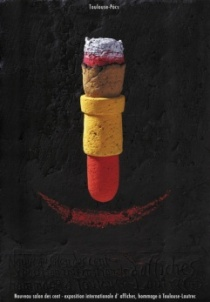 Toulouse-Pécs
Nouveau salon des cent - exposition internationale d'affiches, hommage à Toulouse-Lautrec